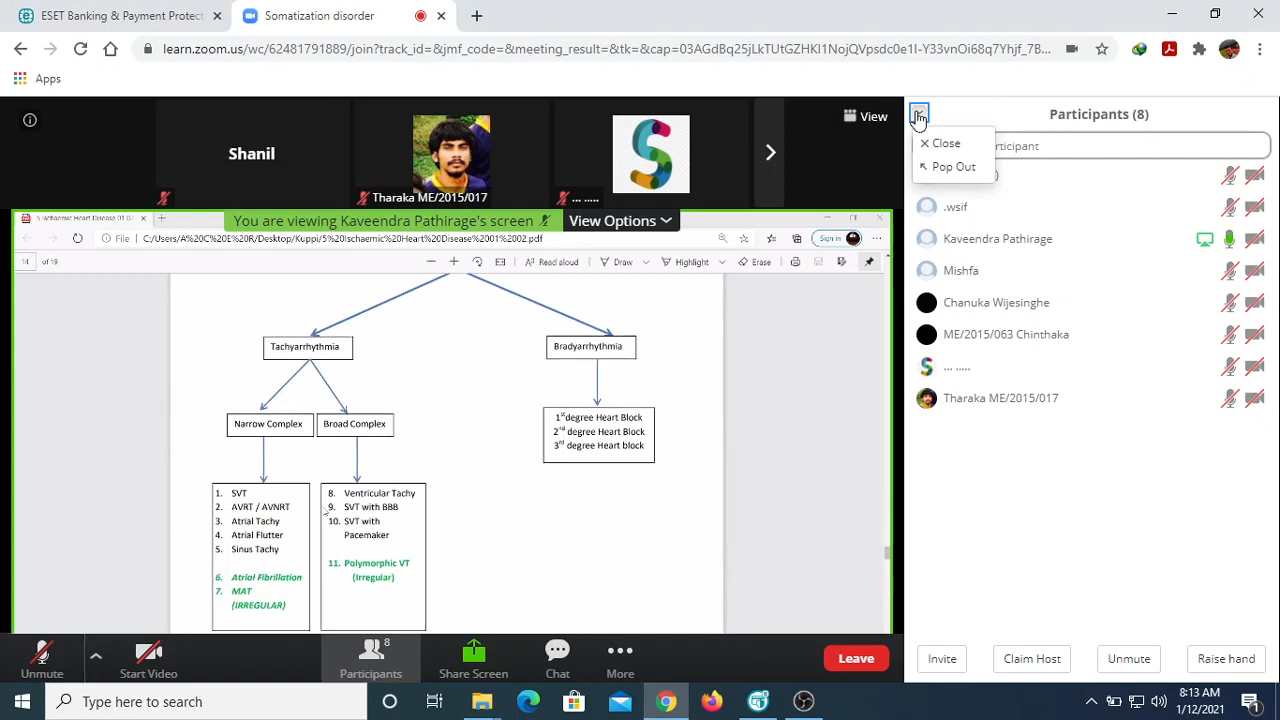 ESET Banking & Payment Protect
Somatization disorder
learn.zoom.us/wc/62481791889/join?track_id=&jmf_code=&meeting_result=&tk=&cap=03AGdBq25jLkTUtGZHKl1NojQVpsdc0e1I-Y33vnOi68q7Yhjf_7B...
Apps
Shanil
Tharaka ME/2015/017
... .....
View
You are viewing Kaveendra Pathirage's screen
View Options
File
C:/Users/A%20C%20E%20R/Desktop/Kuppi/5%20Ischaemic%20Heart%20Disease%2001%2002.pdf
Sign in
14 of 19
Read aloud
Draw
Highlight
Erase
Tachyarrhythmia
Bradyarrhythmia
Narrow Complex
Broad Complex
1st degree Heart Block
2nd degree Heart Block
3rd degree Heart block
1. SVT
2. AVRT / AVNRT
3. Atrial Tachy
4. Atrial Flutter
5. Sinus Tachy
6. Atrial Fibrillation
7. MAT
(IRREGULAR)
8. Ventricular Tachy
9. SVT with BBB
10. SVT with
Pacemaker
11. Polymorphic VT
(Irregular)
Participants (8)
Close
Pop Out
articipant
)
.wsif
Kaveendra Pathirage
Mishfa
Chanuka Wijesinghe
ME/2015/063 Chinthaka
... .....
Tharaka ME/2015/017
Invite
Claim Host
Unmute
Raise hand
Unmute
Start Video
8
Participants
Share Screen
Chat
More
Leave
Type here to search
8:13 AM
1/12/2021
1